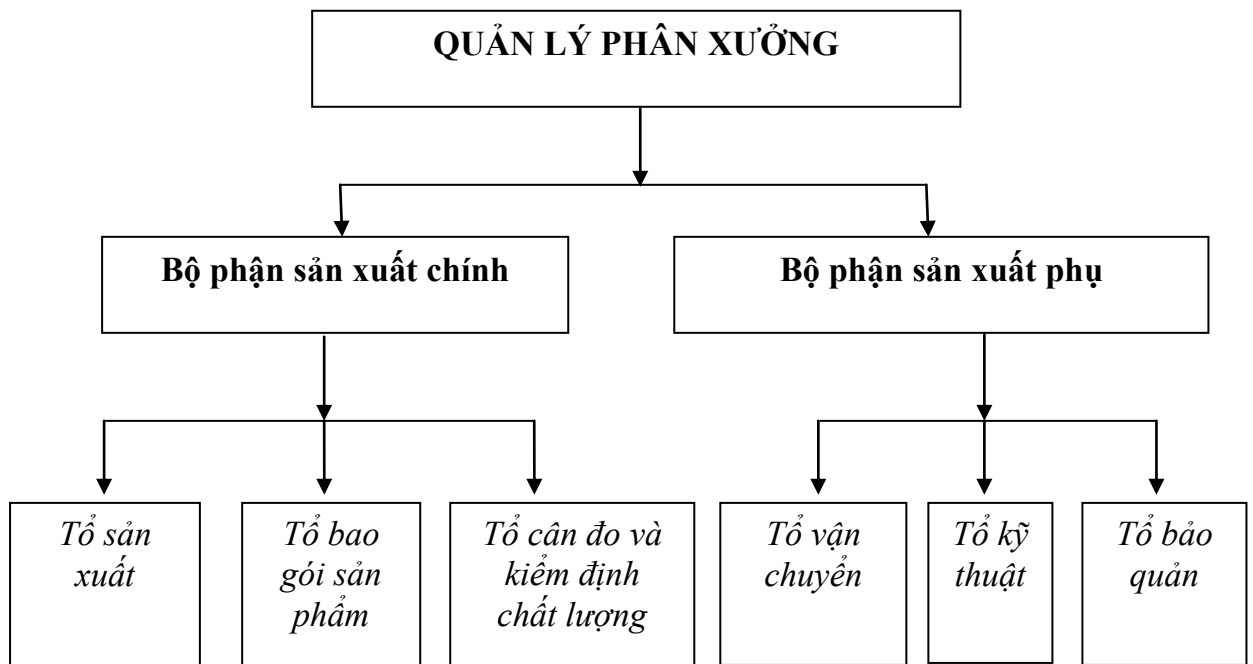 QUẢN LÝ PHÂN XƯỞNG
Bộ phận sản xuất chính
Bộ phận sản xuất phụ
Tổ sản
xuất
Tổ bao
gói sản
phẩm
Tổ cân đo và
kiểm định
chất lượng
Tổ vận
chuyển
Tổ kỹ
thuật
Tổ bảo
quản